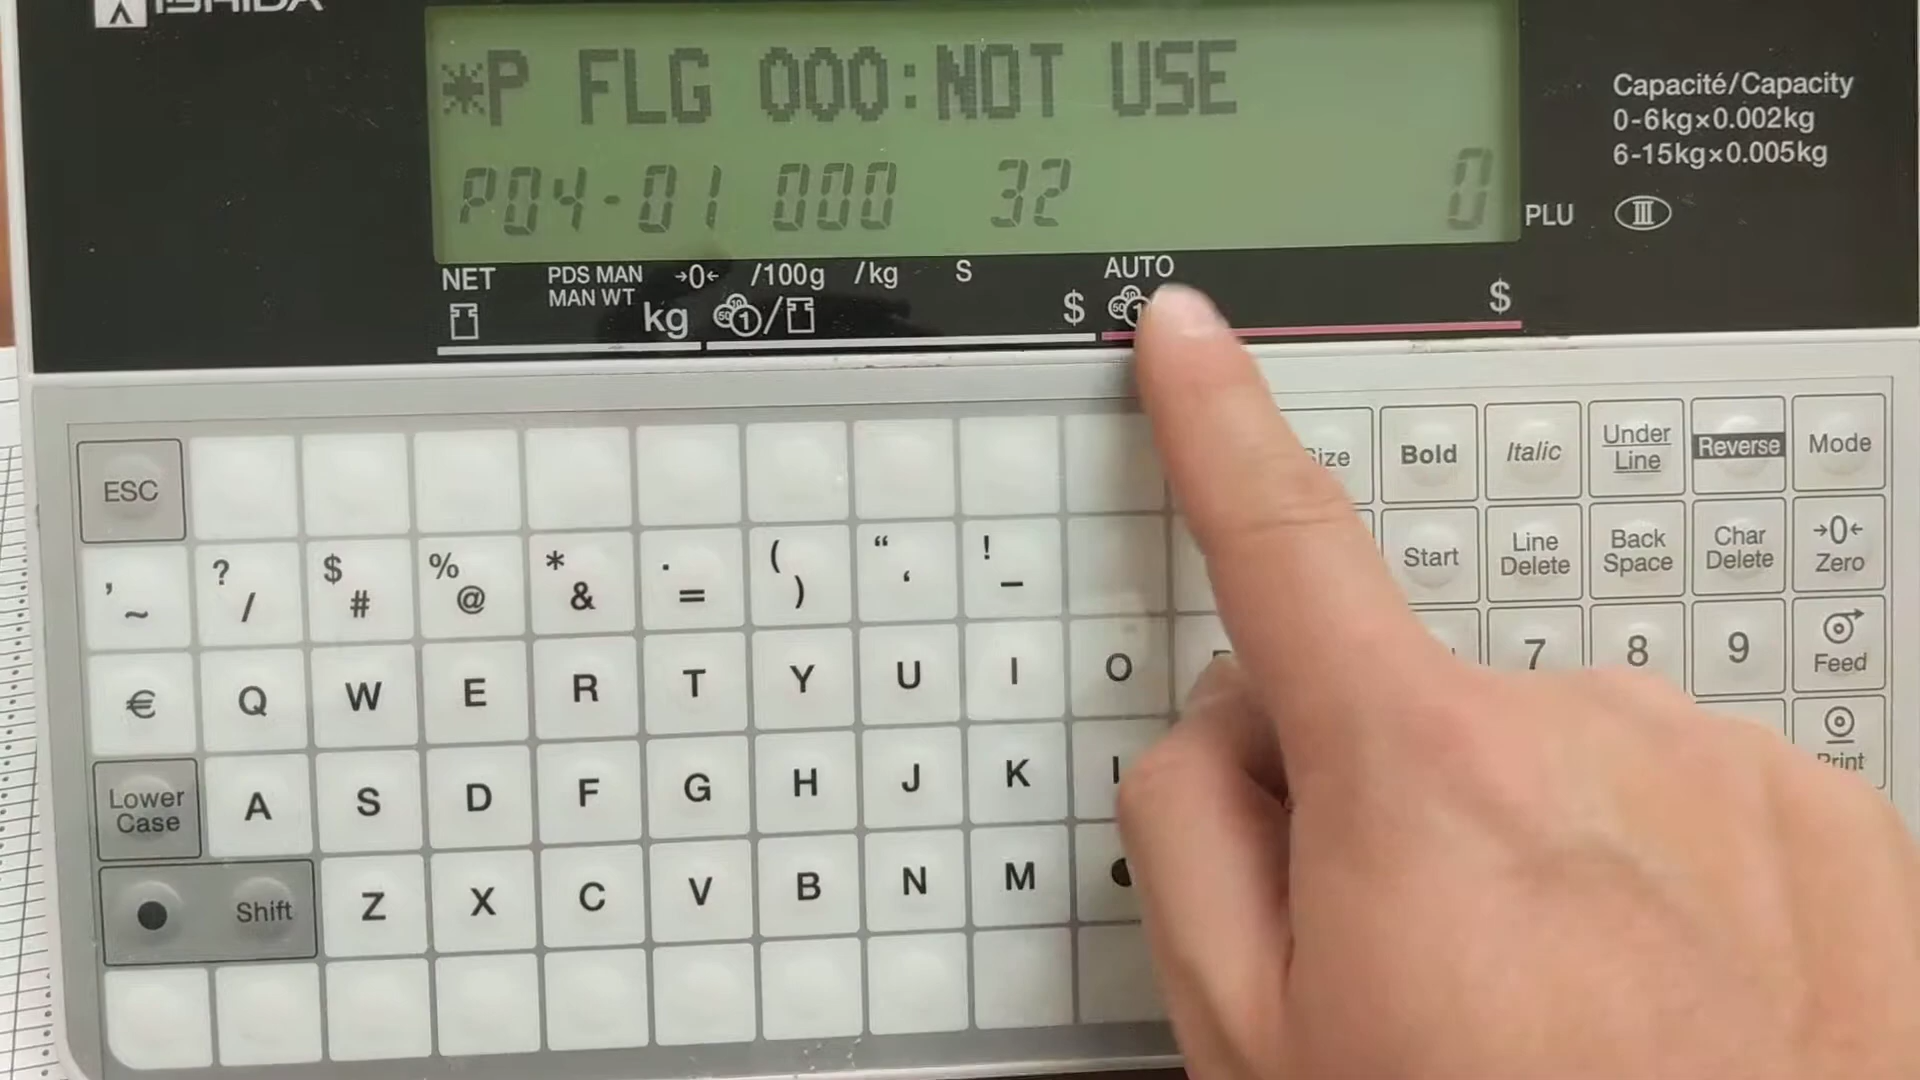 ISHIDA
*P FLG 000:NOT USE
P04-01 000 32 0
Capacité/Capacity
0-6kg×0.002kg
6-15kg×0.005kg
PLU III
NET PDS MAN →0← /100g /kg S AUTO
MAN WT
kg $ $
ESC Bold Italic Under Line Reverse Mode
' ~ ? / $ # % @ * & . = ( ) “ ‘ ! _ Start Line Delete Back Space Char Delete →0← Zero
€ Q W E R T Y U I O 7 8 9 Feed
Lower Case A S D F G H J K Print
Shift Z X C V B N M